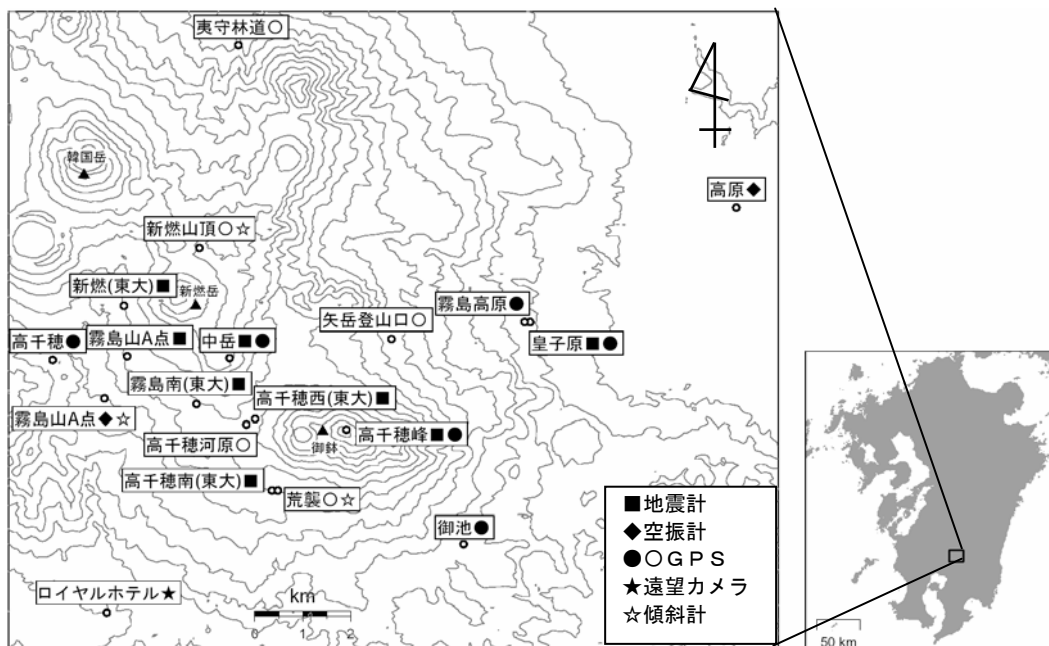 夷守林道○
韓国岳
高原◆
新燃山頂○☆
新燃(東大)■
新燃岳
霧島高原●
矢岳登山口○
高千穂●
霧島山A点■
中岳■●
皇子原■●
霧島南(東大)■
高千穂西(東大)■
霧島山A点◆☆
高千穂河原○
御鉢
高千穂峰■●
高千穂南(東大)■
荒襲○☆
御池●
ロイヤルホテル★
km
0 1 2
■地震計
◆空振計
●○GPS
★遠望カメラ
☆傾斜計
50 km